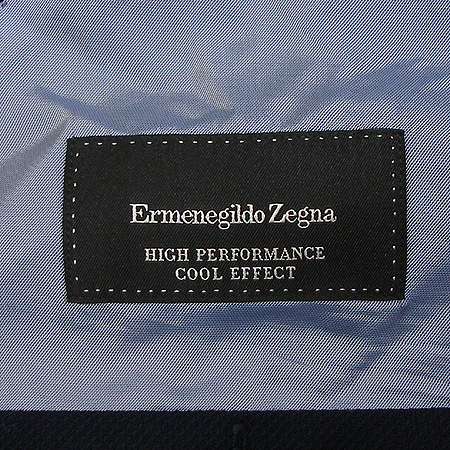 Ermenegildo Zegna
HIGH PERFORMANCE
COOL EFFECT